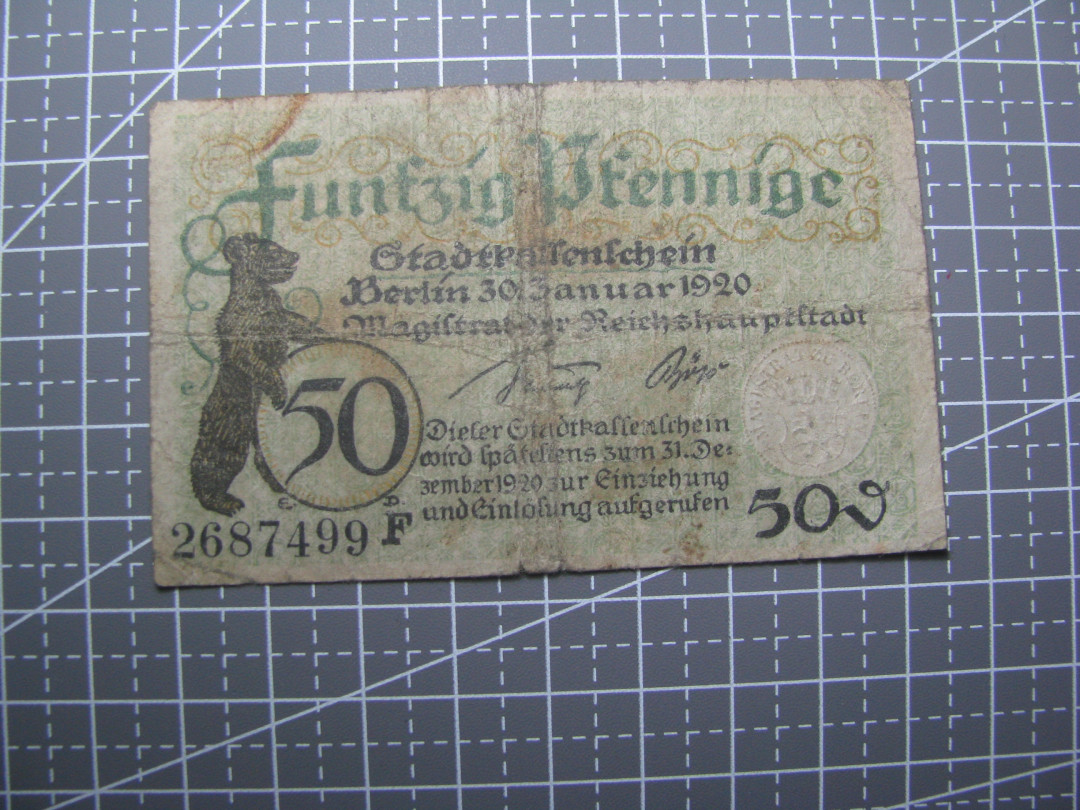 Funfzig Pfennige
Stadtkassenschein
Berlin 30. Januar 1920
Magistrat der Reichshauptstadt
50
Dieser Stadtkassenschein
wird spätestens zum 31. De=
zember 1920 zur Einziehung
und Einlösung aufgerufen
2687499 F
50 ₰